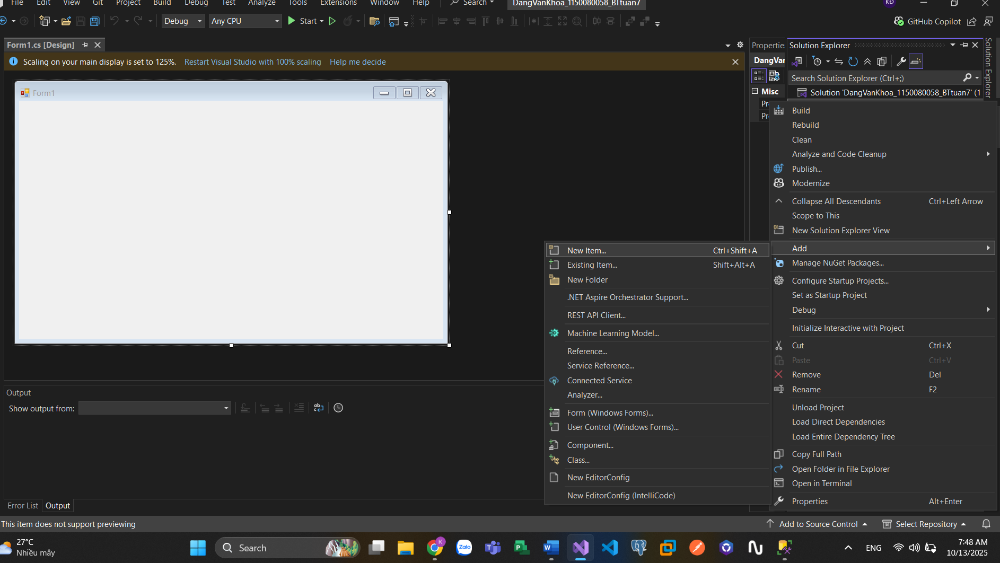 File Edit View Git Project Build Debug Test Analyze Tools Extensions Window Help Search DangVanKhoa_1150080058_BTtuan7 KĐ
Debug Any CPU Start GitHub Copilot
Form1.cs [Design]
Scaling on your main display is set to 125%. Restart Visual Studio with 100% scaling Help me decide
Form1
Propertie
DangVar
Misc
Pr
Pr
Solution Explorer
Search Solution Explorer (Ctrl+;)
Solution 'DangVanKhoa_1150080058_BTtuan7' (1
Solution Explorer
Build
Rebuild
Clean
Analyze and Code Cleanup
Publish...
Modernize
Collapse All Descendants Ctrl+Left Arrow
Scope to This
New Solution Explorer View
Add
Manage NuGet Packages...
Configure Startup Projects...
Set as Startup Project
Debug
Initialize Interactive with Project
Cut Ctrl+X
Paste Ctrl+V
Remove Del
Rename F2
Unload Project
Load Direct Dependencies
Load Entire Dependency Tree
Copy Full Path
Open Folder in File Explorer
Open in Terminal
Properties Alt+Enter
New Item... Ctrl+Shift+A
Existing Item... Shift+Alt+A
New Folder
.NET Aspire Orchestrator Support...
REST API Client...
Machine Learning Model...
Reference...
Service Reference...
Connected Service
Analyzer...
Form (Windows Forms)...
User Control (Windows Forms)...
Component...
Class...
New EditorConfig
New EditorConfig (IntelliCode)
Output
Show output from:
Error List Output
This item does not support previewing Add to Source Control Select Repository
27°C
Nhiều mây
Search
K
Zalo
ENG
7:48 AM
10/13/2025